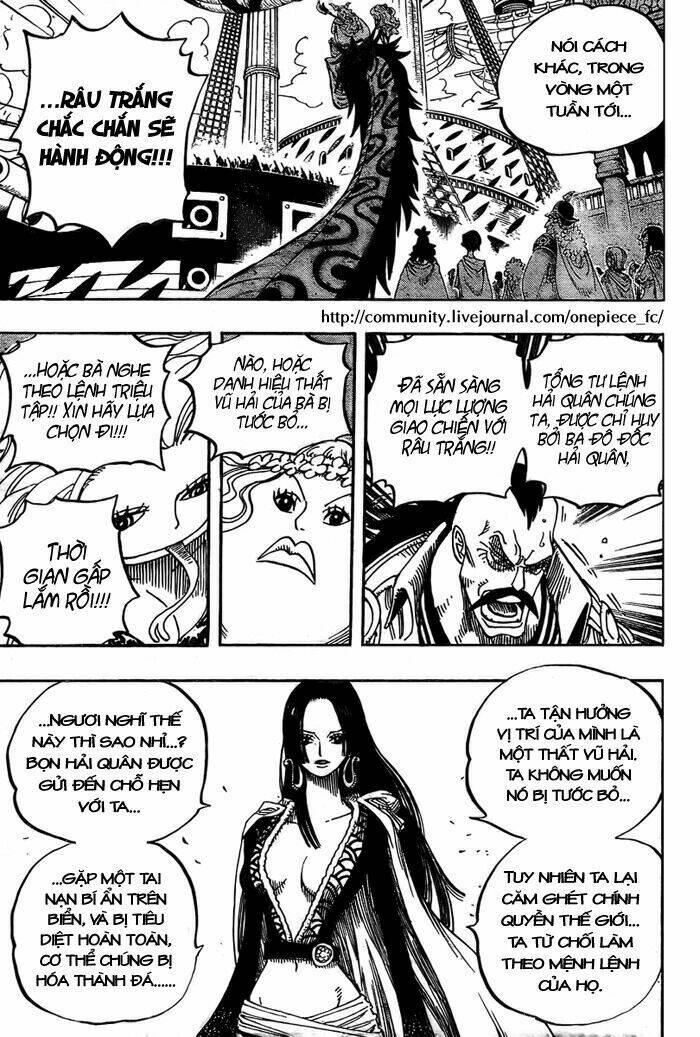 NÓI CÁCH
KHÁC, TRONG
VÒNG MỘT
TUẦN TỚI...
...RÂU TRẮNG
CHẮC CHẮN SẼ
HÀNH ĐỘNG!!!
http://community.livejournal.com/onepiece_fc/
TỔNG TƯ LỆNH
HẢI QUÂN CHÚNG
TA, ĐƯỢC CHỈ HUY
BỞI BA ĐÔ ĐỐC
HẢI QUÂN,
ĐÃ SẴN SÀNG
MỌI LỰC LƯỢNG
GIAO CHIẾN VỚI
RÂU TRẮNG!!
NÀO, HOẶC
DANH HIỆU THẤT
VŨ HẢI CỦA BÀ BỊ
TƯỚC BỎ...
...HOẶC BÀ NGHE
THEO LỆNH TRIỆU
TẬP!! XIN HÃY LỰA
CHỌN ĐI!!!
THỜI
GIAN GẤP
LẮM RỒI!!!!
...TA TẬN HƯỞNG
VỊ TRÍ CỦA MÌNH LÀ
MỘT THẤT VŨ HẢI.
TA KHÔNG MUỐN
NÓ BỊ TƯỚC BỎ...
TUY NHIÊN TA LẠI
CĂM GHÉT CHÍNH
QUYỀN THẾ GIỚI...
TA TỪ CHỐI LÀM
THEO MỆNH LỆNH
CỦA HỌ.
...NGƯƠI NGHĨ THẾ
NÀY THÌ SAO NHỈ...?
BỌN HẢI QUÂN ĐƯỢC
GỬI ĐẾN CHỖ HẸN
VỚI TA...
...GẶP MỘT TAI
NẠN BÍ ẨN TRÊN
BIỂN, VÀ BỊ TIÊU
DIỆT HOÀN TOÀN,
CƠ THỂ CHÚNG BỊ
HÓA THÀNH ĐÁ......